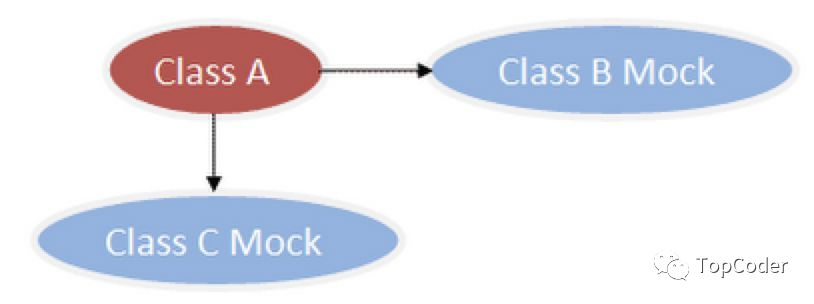 Class A
Class B Mock
Class C Mock
TopCoder